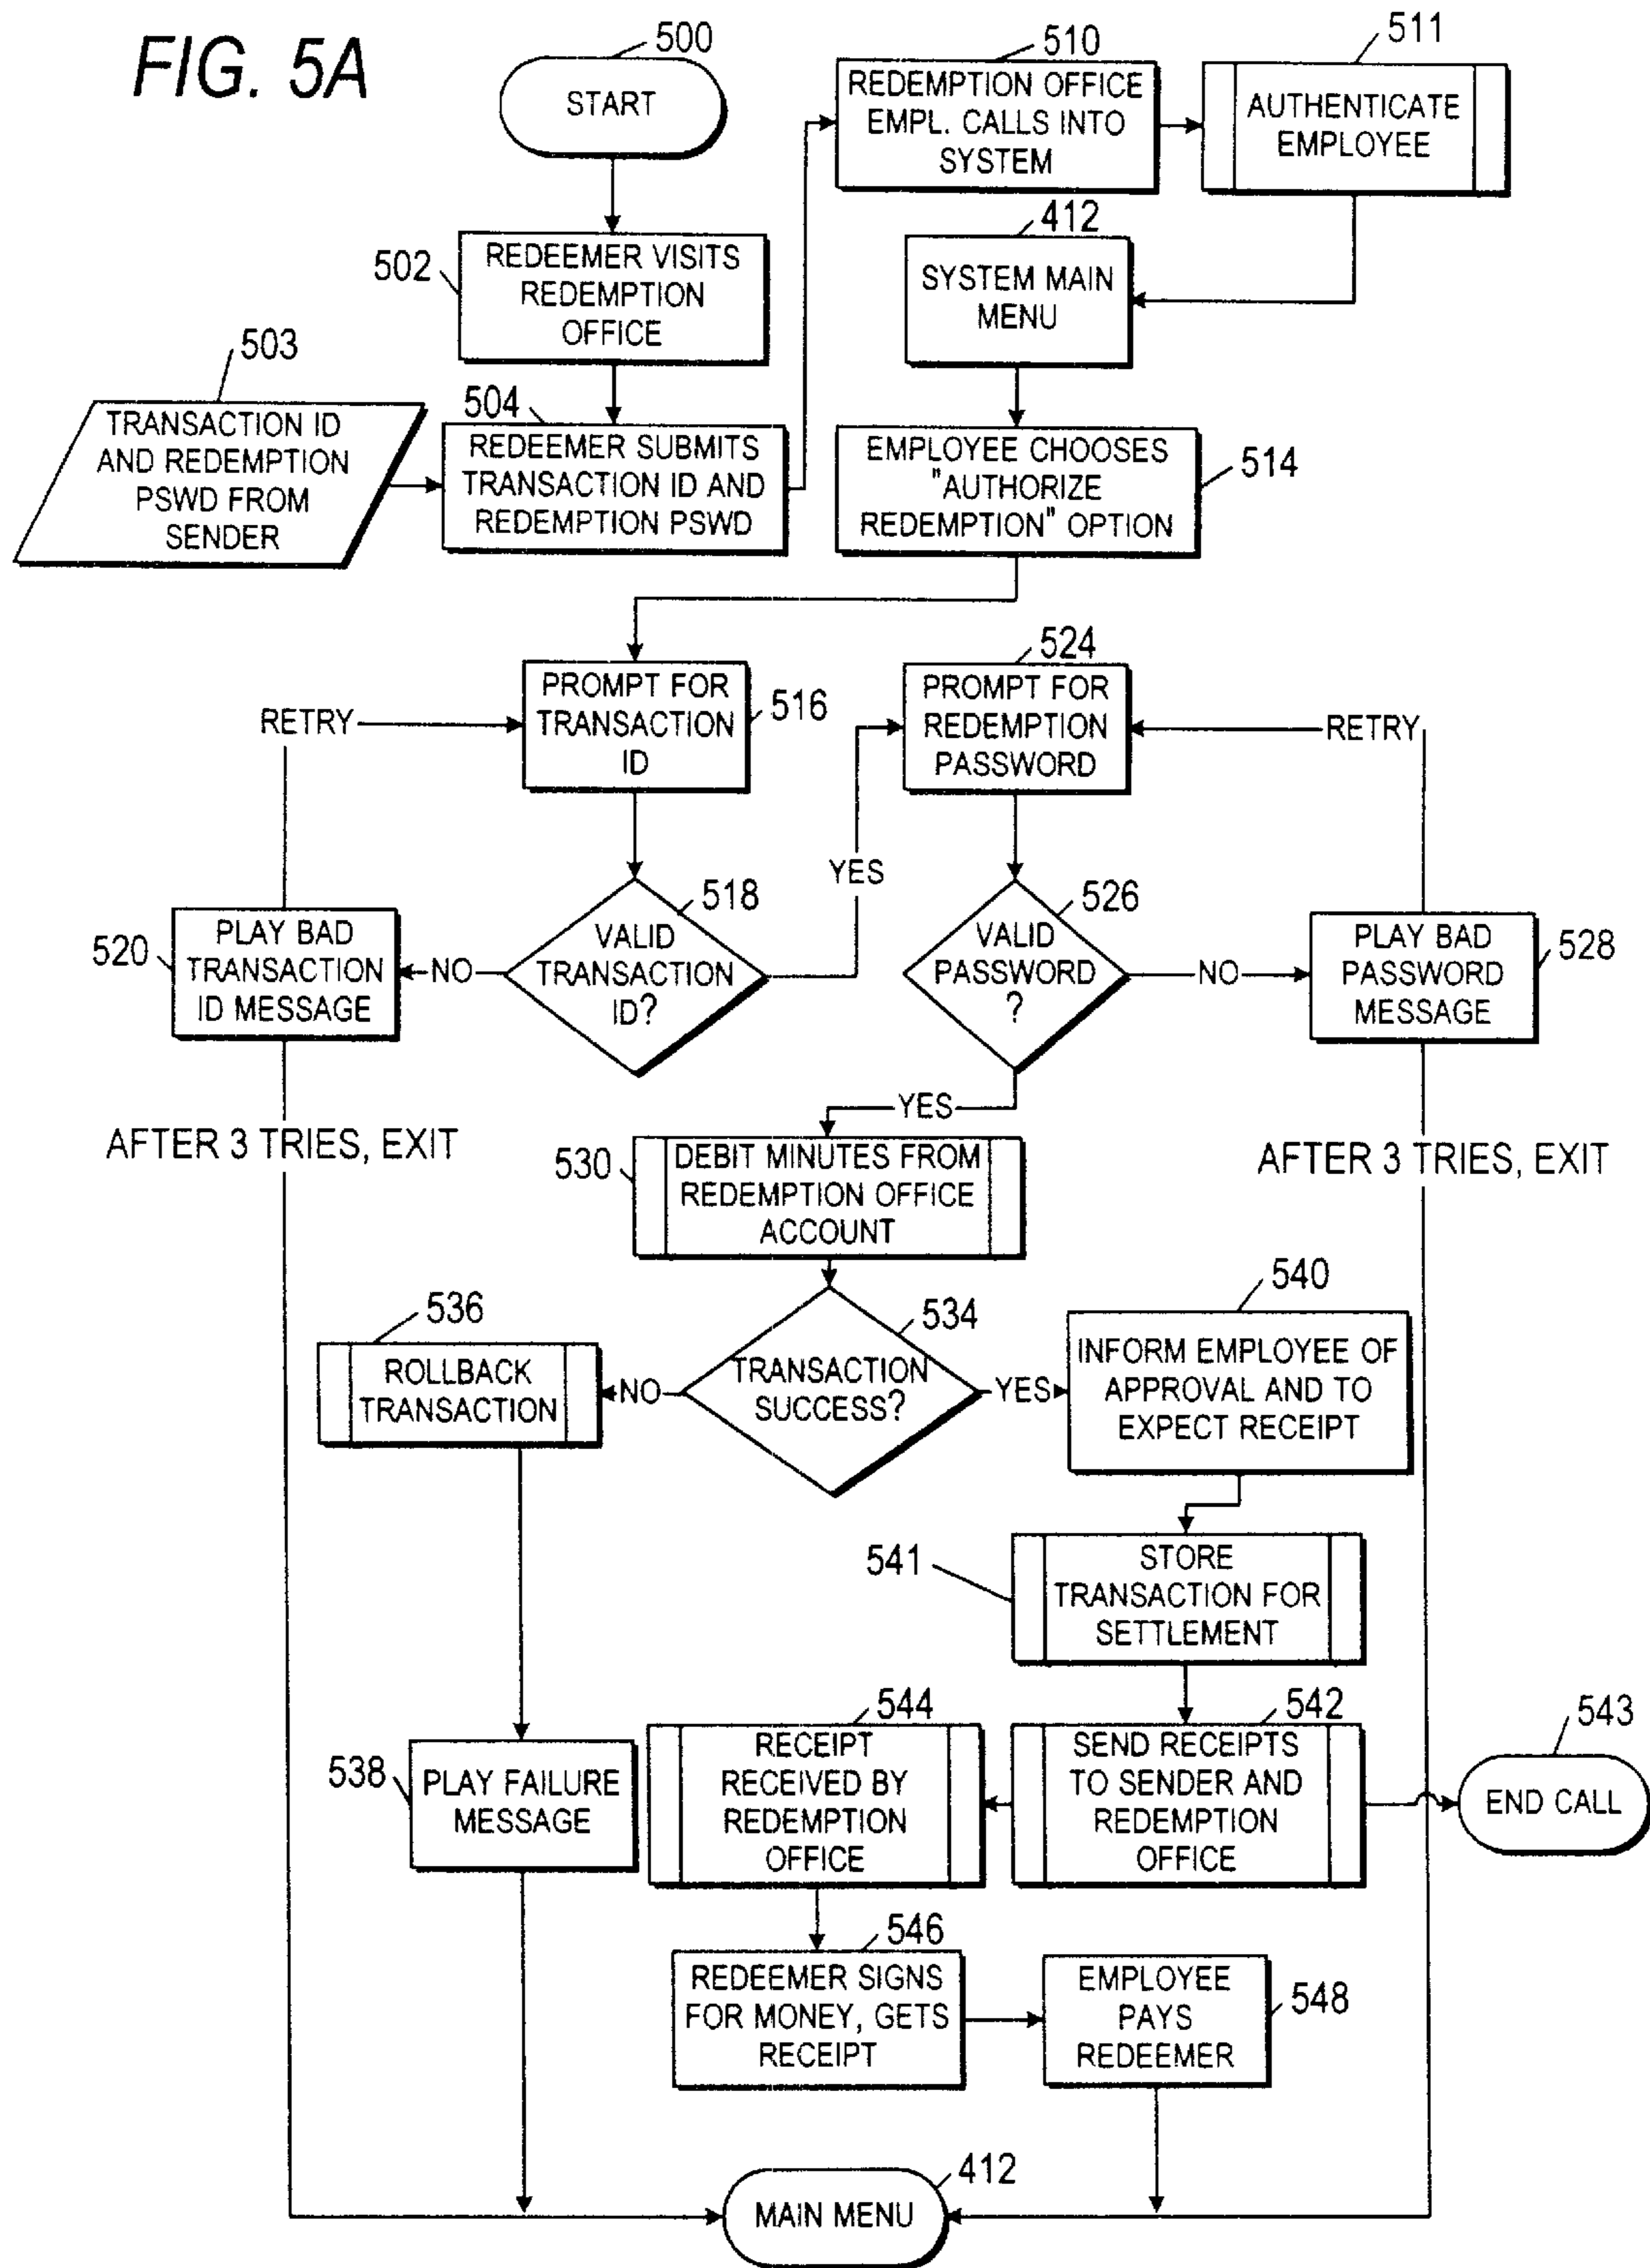 FIG. 5A
500
START
510
REDEMPTION OFFICE
EMPL. CALLS INTO
SYSTEM
511
AUTHENTICATE
EMPLOYEE
502
REDEEMER VISITS
REDEMPTION
OFFICE
412
SYSTEM MAIN
MENU
503
TRANSACTION ID
AND REDEMPTION
PSWD FROM
SENDER
504
REDEEMER SUBMITS
TRANSACTION ID AND
REDEMPTION PSWD
EMPLOYEE CHOOSES
"AUTHORIZE
REDEMPTION" OPTION
514
RETRY
PROMPT FOR
TRANSACTION
ID
516
524
PROMPT FOR
REDEMPTION
PASSWORD
RETRY
YES
520
PLAY BAD
TRANSACTION
ID MESSAGE
NO
518
VALID
TRANSACTION
ID?
526
VALID
PASSWORD
?
NO
PLAY BAD
PASSWORD
MESSAGE
528
AFTER 3 TRIES, EXIT
YES
AFTER 3 TRIES, EXIT
530
DEBIT MINUTES FROM
REDEMPTION OFFICE
ACCOUNT
536
ROLLBACK
TRANSACTION
NO
534
TRANSACTION
SUCCESS?
YES
540
INFORM EMPLOYEE OF
APPROVAL AND TO
EXPECT RECEIPT
541
STORE
TRANSACTION FOR
SETTLEMENT
538
PLAY FAILURE
MESSAGE
544
RECEIPT
RECEIVED BY
REDEMPTION
OFFICE
542
SEND RECEIPTS
TO SENDER AND
REDEMPTION
OFFICE
543
END CALL
546
REDEEMER SIGNS
FOR MONEY, GETS
RECEIPT
EMPLOYEE
PAYS
REDEEMER
548
412
MAIN MENU